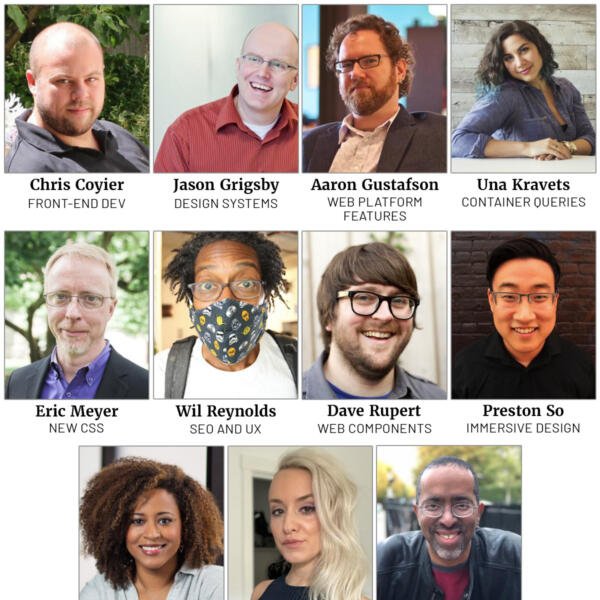 Chris Coyier
FRONT-END DEV
Jason Grigsby
DESIGN SYSTEMS
Aaron Gustafson
WEB PLATFORM
FEATURES
Una Kravets
CONTAINER QUERIES
Eric Meyer
NEW CSS
Wil Reynolds
SEO AND UX
Dave Rupert
WEB COMPONENTS
Preston So
IMMERSIVE DESIGN